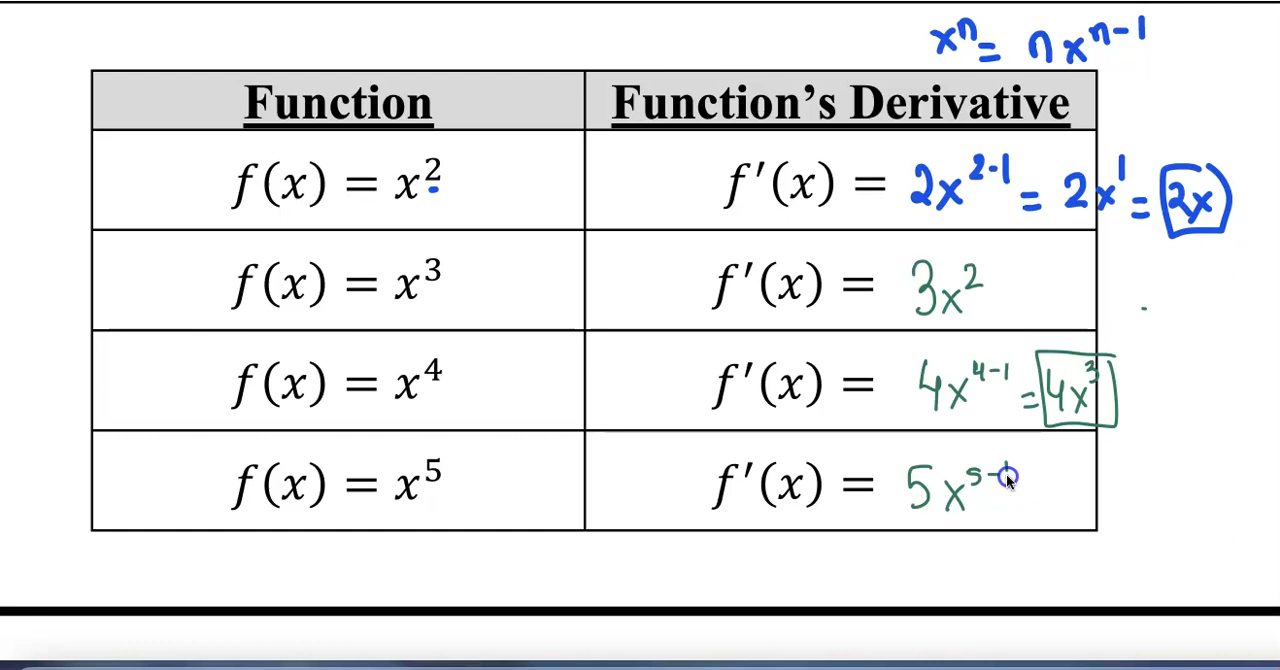 xⁿ = nxⁿ⁻¹
Function Function's Derivative
f(x) = x² f′(x) = 2x²⁻¹ = 2x¹ = 2x
f(x) = x³ f′(x) = 3x²
f(x) = x⁴ f′(x) = 4x⁴⁻¹ = 4x³
f(x) = x⁵ f′(x) = 5x⁵⁻¹